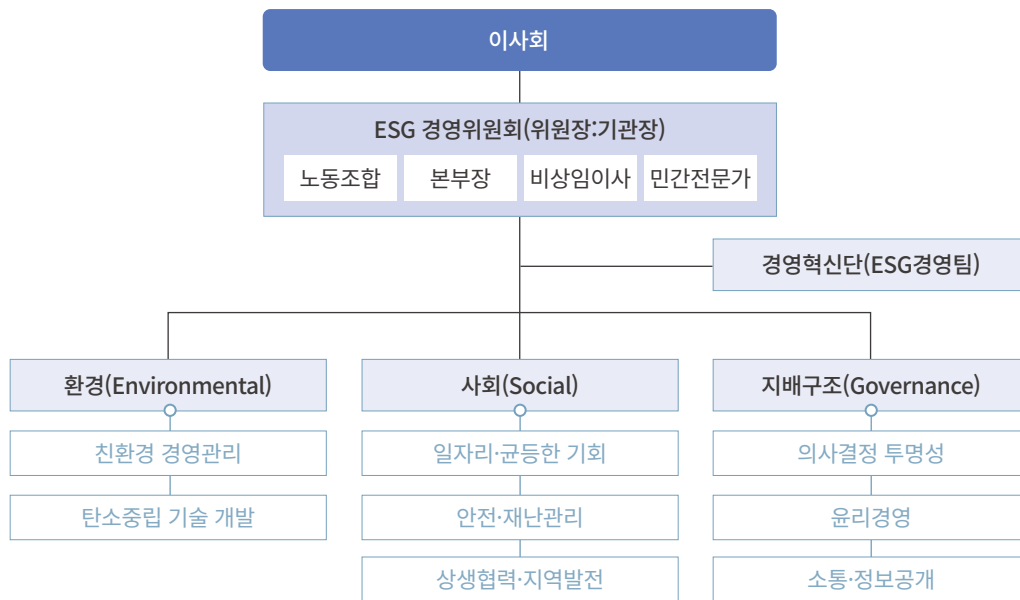 이사회
ESG 경영위원회(위원장:기관장)
노동조합 본부장 비상임이사 민간전문가
경영혁신단(ESG경영팀)
환경(Environmental) 사회(Social) 지배구조(Governance)
친환경 경영관리 일자리·균등한 기회 의사결정 투명성
탄소중립 기술 개발 안전·재난관리 윤리경영
상생협력·지역발전 소통·정보공개